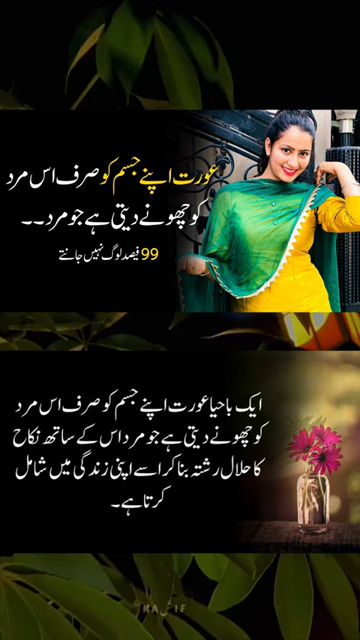 عورت اپنے جسم کو صرف اس مرد
کو چھونے دیتی ہے جو مرد۔۔
99 فیصد لوگ نہیں جانتے
ایک باحیا عورت اپنے جسم کو صرف اس مرد
کو چھونے دیتی ہے جو مرد اس کے ساتھ نکاح
کا حلال رشتہ بنا کر اسے اپنی زندگی میں شامل
کرتا ہے۔